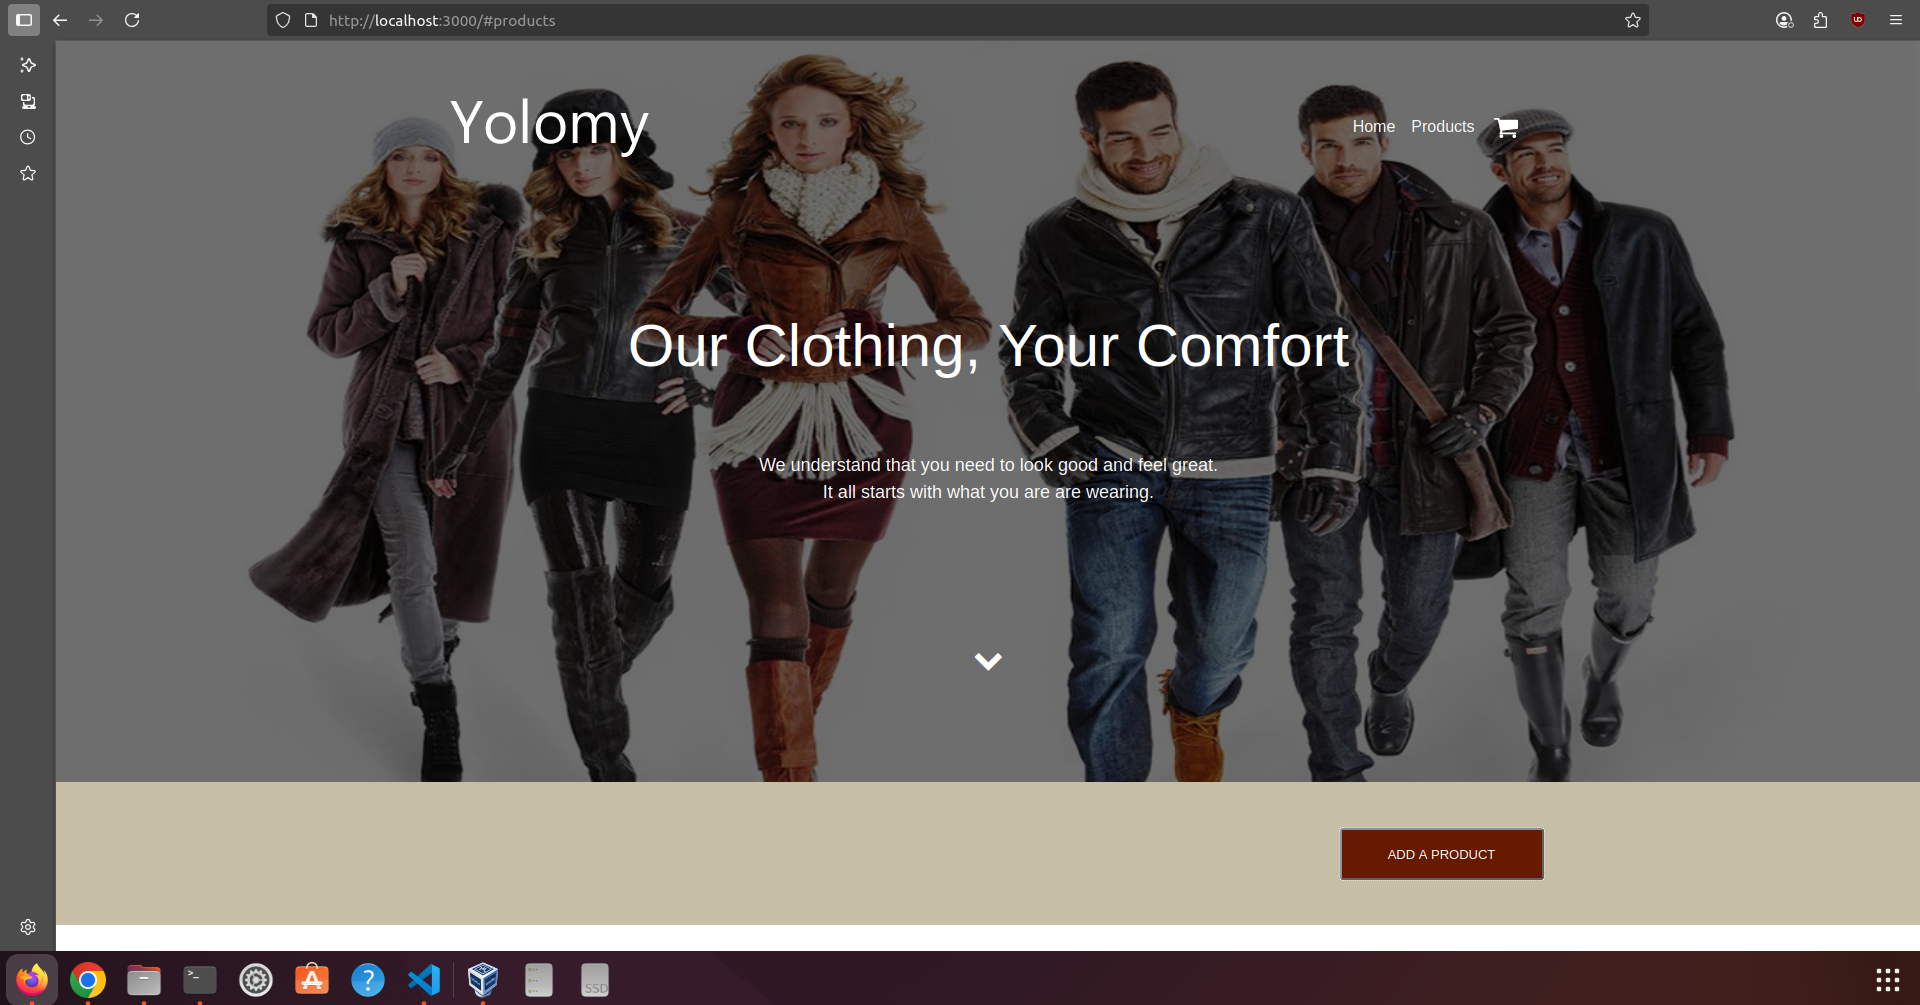 http://localhost:3000/#products
Yolomy
Home Products
Our Clothing, Your Comfort
We understand that you need to look good and feel great.
It all starts with what you are are wearing.
ADD A PRODUCT
SSD